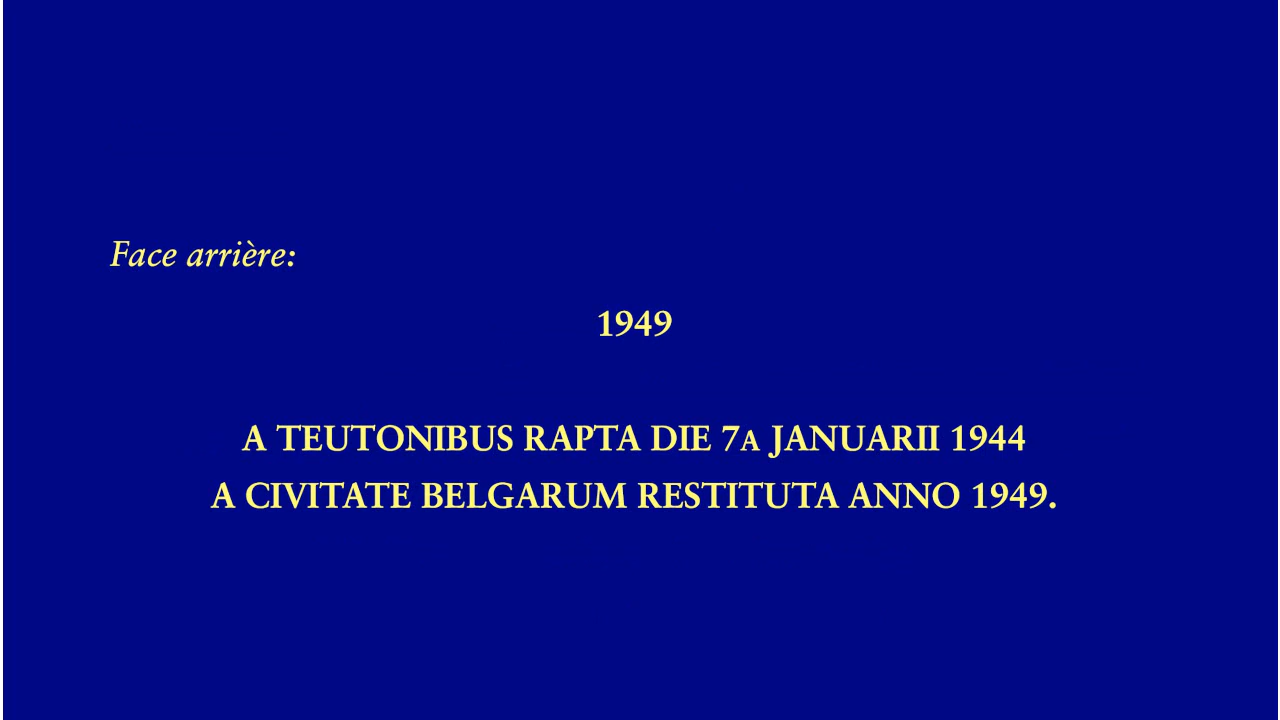 Face arrière:
1949
A TEUTONIBUS RAPTA DIE 7A JANUARII 1944
A CIVITATE BELGARUM RESTITUTA ANNO 1949.